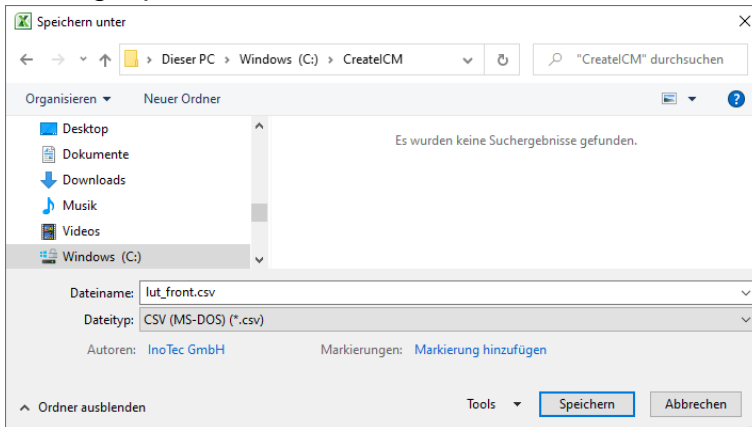 Speichern unter
Dieser PC > Windows (C:) > CreateICM
"CreateICM" durchsuchen
Organisieren
Neuer Ordner
Desktop
Dokumente
Downloads
Musik
Videos
Windows (C:)
Es wurden keine Suchergebnisse gefunden.
Dateiname: lut_front.csv
Dateityp: CSV (MS-DOS) (*.csv)
Autoren: InoTec GmbH Markierungen: Markierung hinzufügen
Ordner ausblenden
Tools
Speichern
Abbrechen